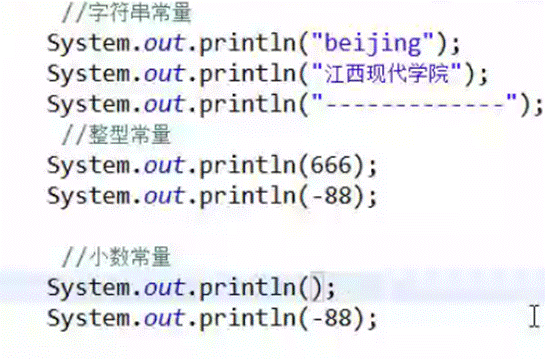 //字符串常量
System.out.println("beijing");
System.out.println("江西现代学院");
System.out.println("-------------");
//整型常量
System.out.println(666);
System.out.println(-88);
//小数常量
System.out.println();
System.out.println(-88);